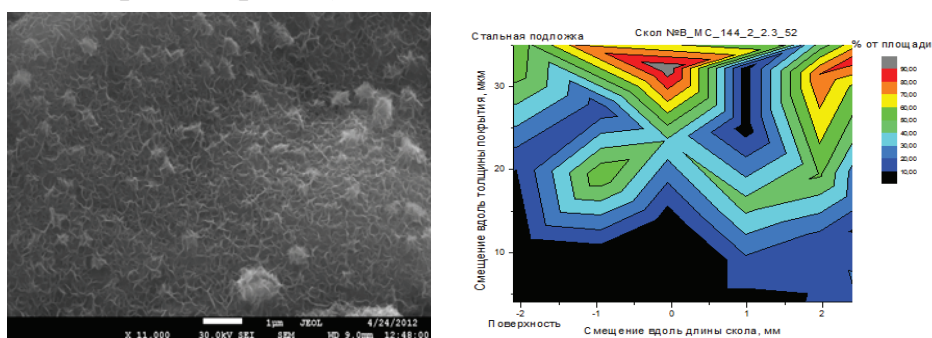 1µm JEOL 4/24/2012
X 11,000 30.0kV SEI SEM WD 9.0mm 12:48:00
Стальная подложка
Скол №B_MC_144_2_2.3_52
% от площади
90,00
80,00
70,00
60,00
50,00
40,00
30,00
20,00
10,00
Смещение вдоль толщины покрытия, мкм
30
20
10
-2 -1 0 1 2
Поверхность
Смещение вдоль длины скола, мм